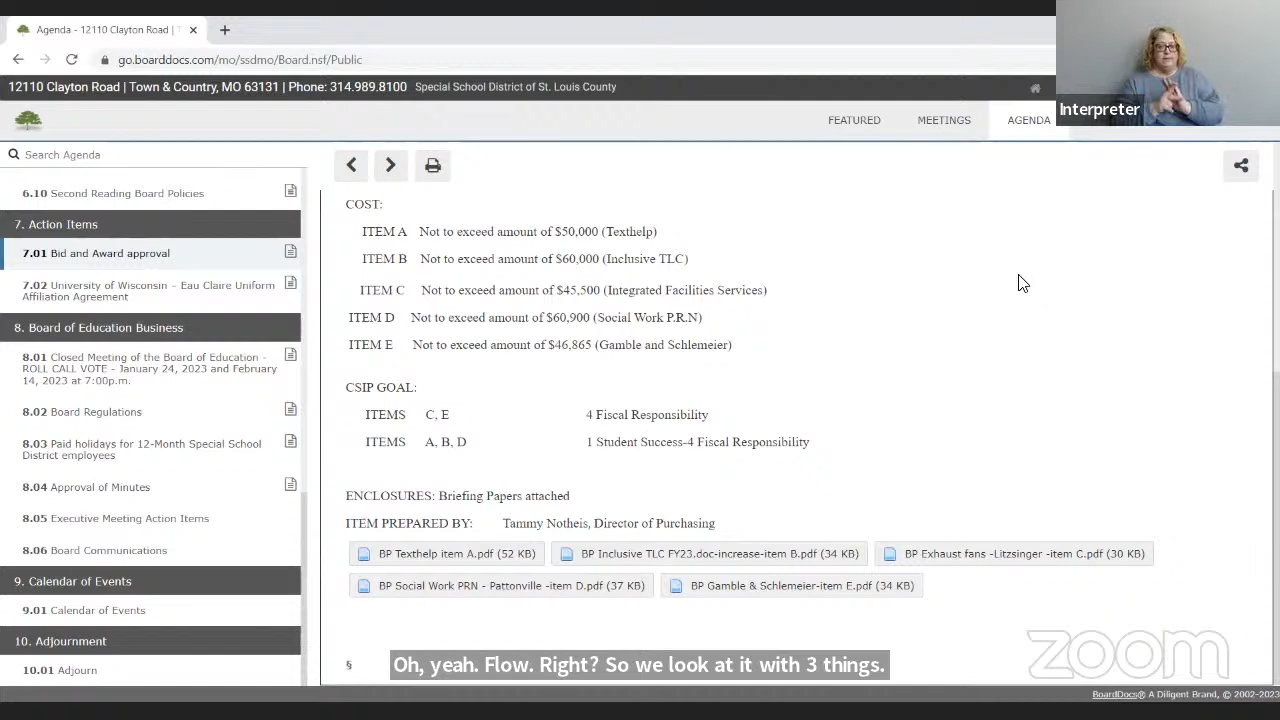 Agenda - 12110 Clayton Road |
go.boarddocs.com/mo/ssdmo/Board.nsf/Public
12110 Clayton Road | Town & Country, MO 63131 | Phone: 314.989.8100 Special School District of St. Louis County
Interpreter
FEATURED MEETINGS AGENDA
Search Agenda
6.10 Second Reading Board Policies
7. Action Items
7.01 Bid and Award approval
7.02 University of Wisconsin – Eau Claire Uniform
Affiliation Agreement
8. Board of Education Business
8.01 Closed Meeting of the Board of Education -
ROLL CALL VOTE - January 24, 2023 and February
14, 2023 at 7:00p.m.
8.02 Board Regulations
8.03 Paid holidays for 12-Month Special School
District employees
8.04 Approval of Minutes
8.05 Executive Meeting Action Items
8.06 Board Communications
9. Calendar of Events
9.01 Calendar of Events
10. Adjournment
10.01 Adjourn
COST:
ITEM A Not to exceed amount of $50,000 (Texthelp)
ITEM B Not to exceed amount of $60,000 (Inclusive TLC)
ITEM C Not to exceed amount of $45,500 (Integrated Facilities Services)
ITEM D Not to exceed amount of $60,900 (Social Work P.R.N)
ITEM E Not to exceed amount of $46,865 (Gamble and Schlemeier)
CSIP GOAL:
ITEMS C, E 4 Fiscal Responsibility
ITEMS A, B, D 1 Student Success-4 Fiscal Responsibility
ENCLOSURES: Briefing Papers attached
ITEM PREPARED BY: Tammy Notheis, Director of Purchasing
BP Texthelp item A.pdf (52 KB) BP Inclusive TLC FY23.doc-increase-item B.pdf (34 KB) BP Exhaust fans -Litzsinger -item C.pdf (30 KB)
BP Social Work PRN - Pattonville -item D.pdf (37 KB) BP Gamble & Schlemeier-item E.pdf (34 KB)
§
Oh, yeah. Flow. Right? So we look at it with 3 things.
zoom
BoardDocs® A Diligent Brand, © 2002-2023